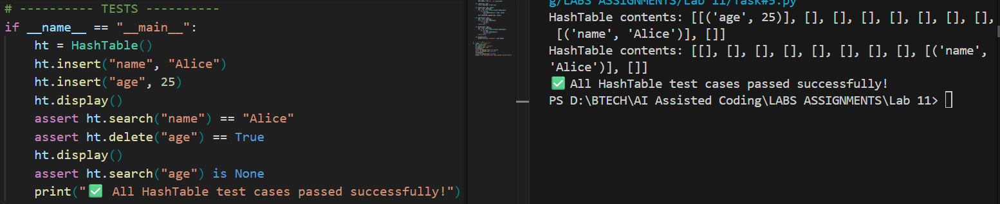 # ---------- TESTS ----------
if __name__ == "__main__":
    ht = HashTable()
    ht.insert("name", "Alice")
    ht.insert("age", 25)
    ht.display()
    assert ht.search("name") == "Alice"
    assert ht.delete("age") == True
    ht.display()
    assert ht.search("age") is None
    print("✅ All HashTable test cases passed successfully!")
g/LABS ASSIGNMENTS/Lab 11/Task#5.py
HashTable contents: [[('age', 25)], [], [], [], [], [], [], [],
 [('name', 'Alice')], []]
HashTable contents: [[], [], [], [], [], [], [], [], [('name',
'Alice')], []]
✅ All HashTable test cases passed successfully!
PS D:\BTECH\AI Assisted Coding\LABS ASSIGNMENTS\Lab 11>